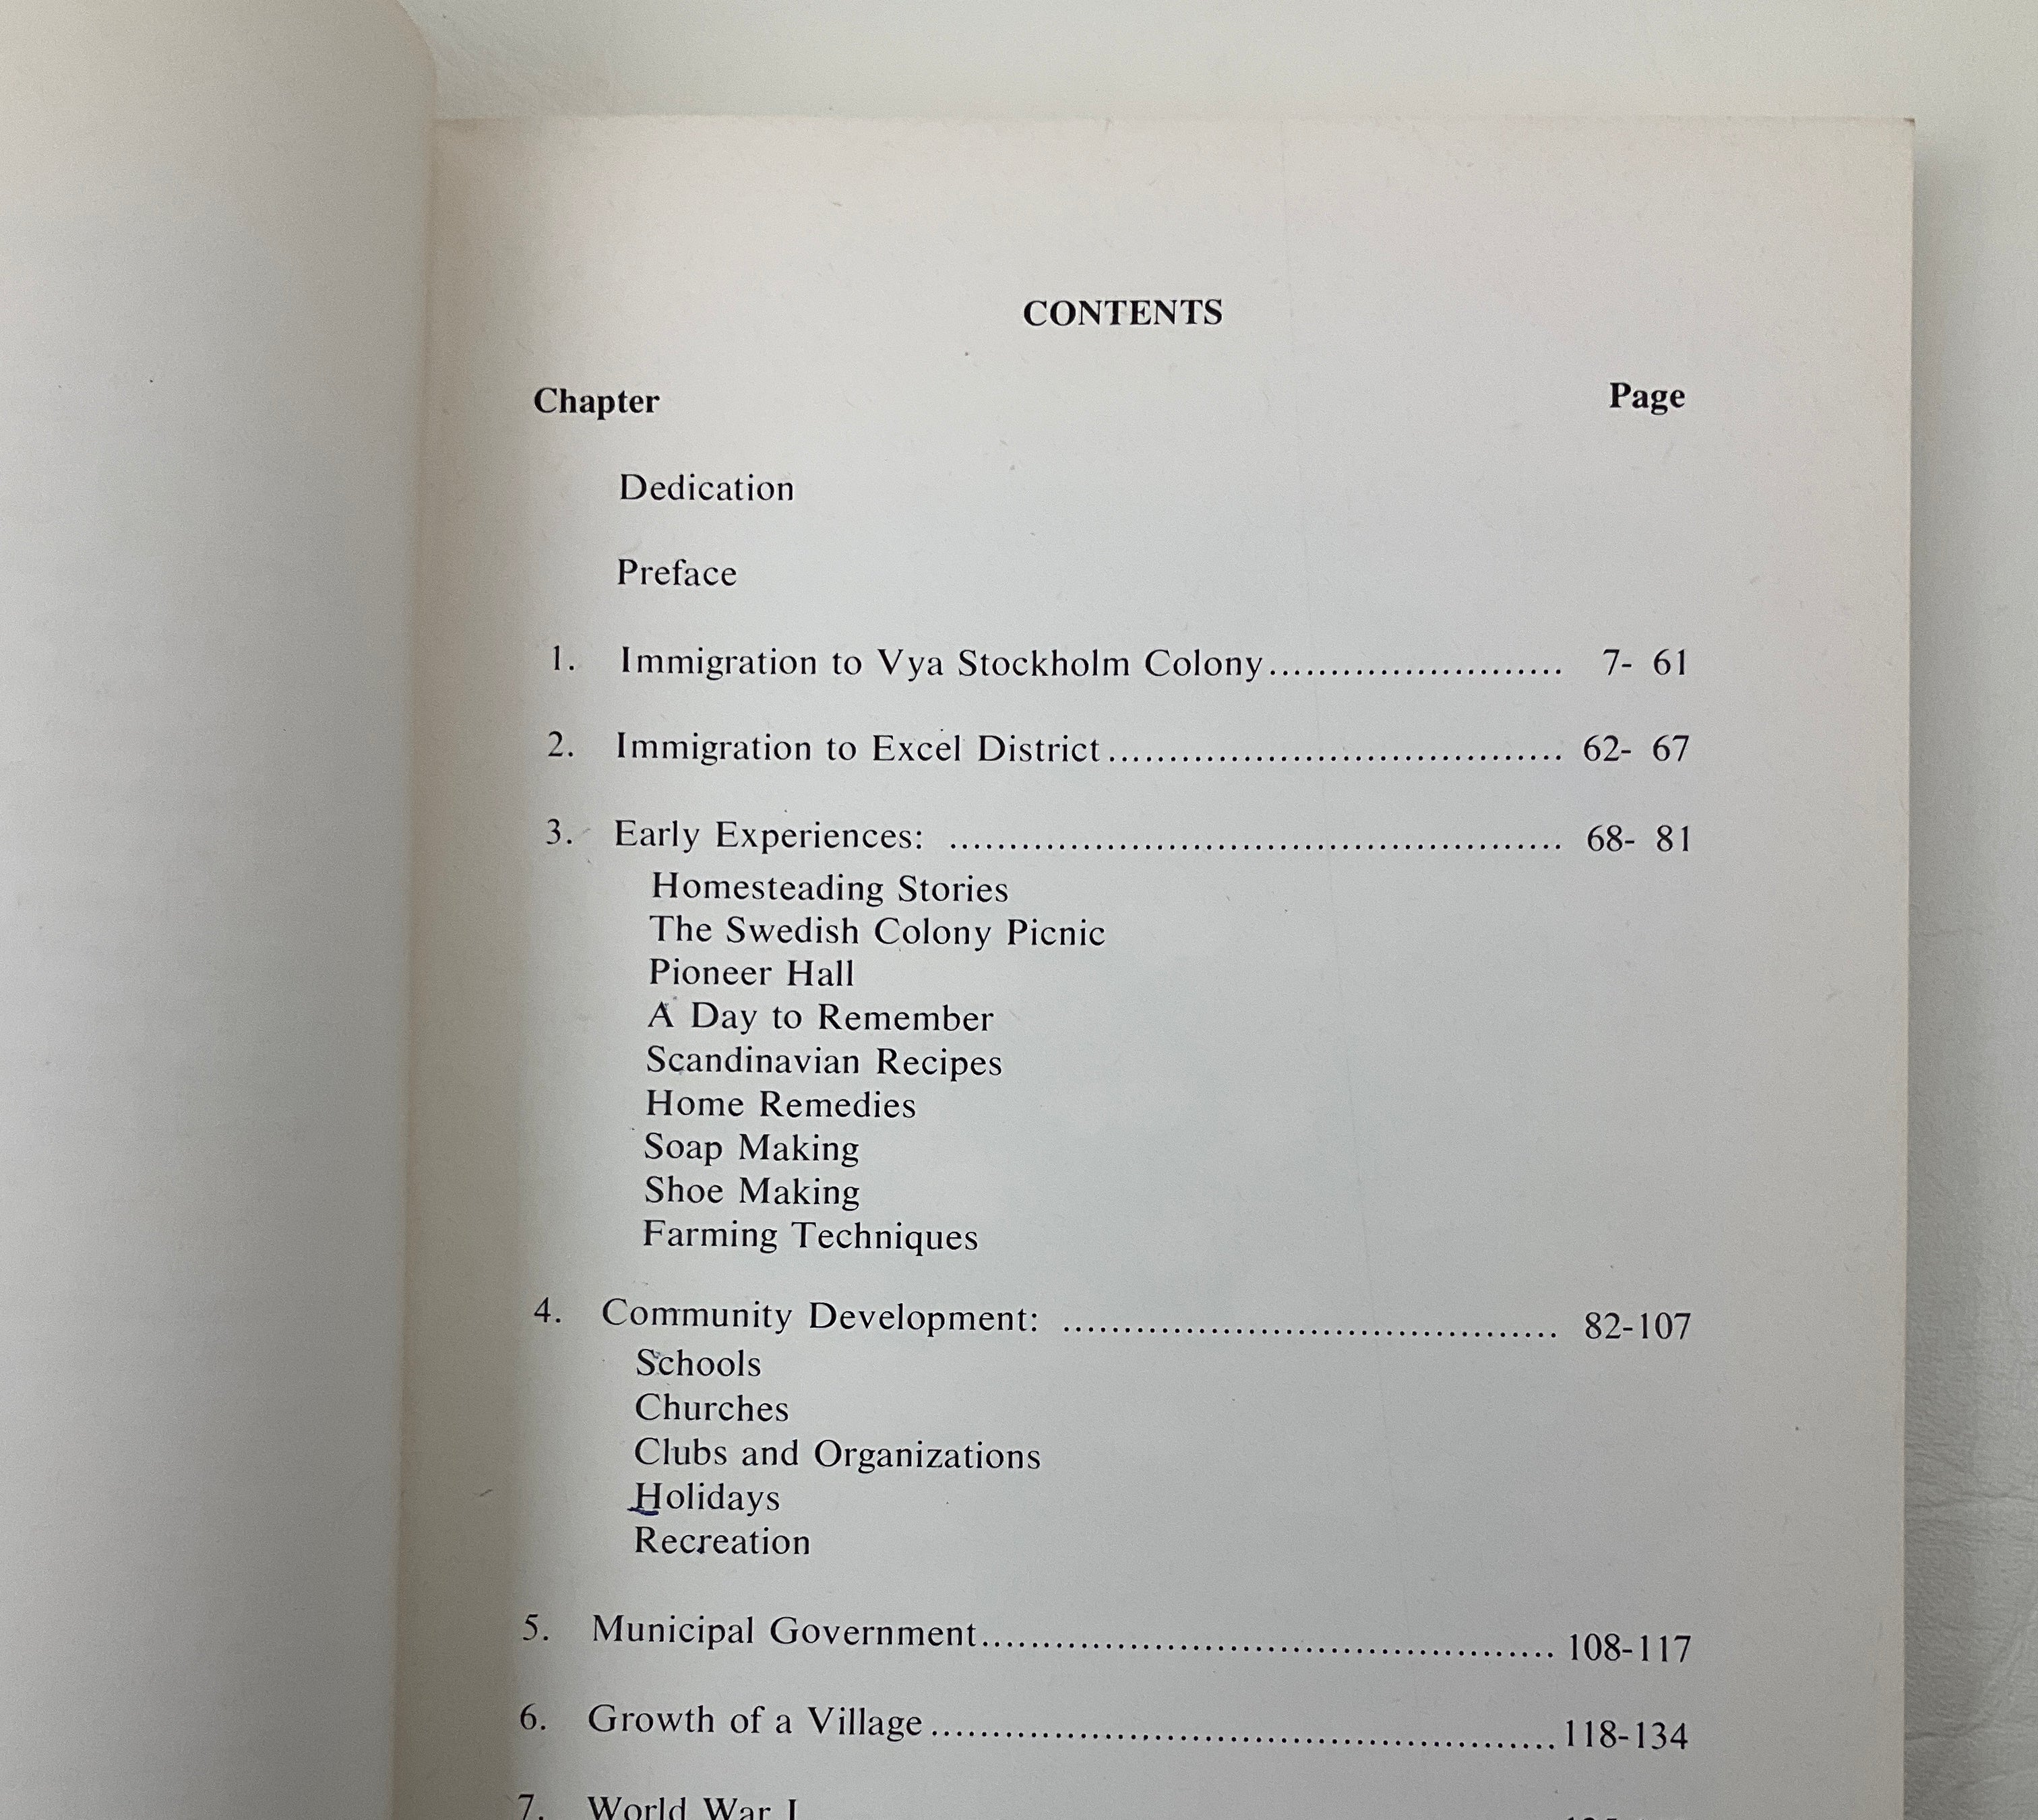 CONTENTS
Chapter Page
Dedication
Preface
1. Immigration to Vya Stockholm Colony........................ 7- 61
2. Immigration to Excel District..................................... 62- 67
3. Early Experiences: .................................................. 68- 81
Homesteading Stories
The Swedish Colony Picnic
Pioneer Hall
A Day to Remember
Scandinavian Recipes
Home Remedies
Soap Making
Shoe Making
Farming Techniques
4. Community Development: ........................................ 82-107
Schools
Churches
Clubs and Organizations
Holidays
Recreation
5. Municipal Government............................................... 108-117
6. Growth of a Village................................................... 118-134
7. World War I